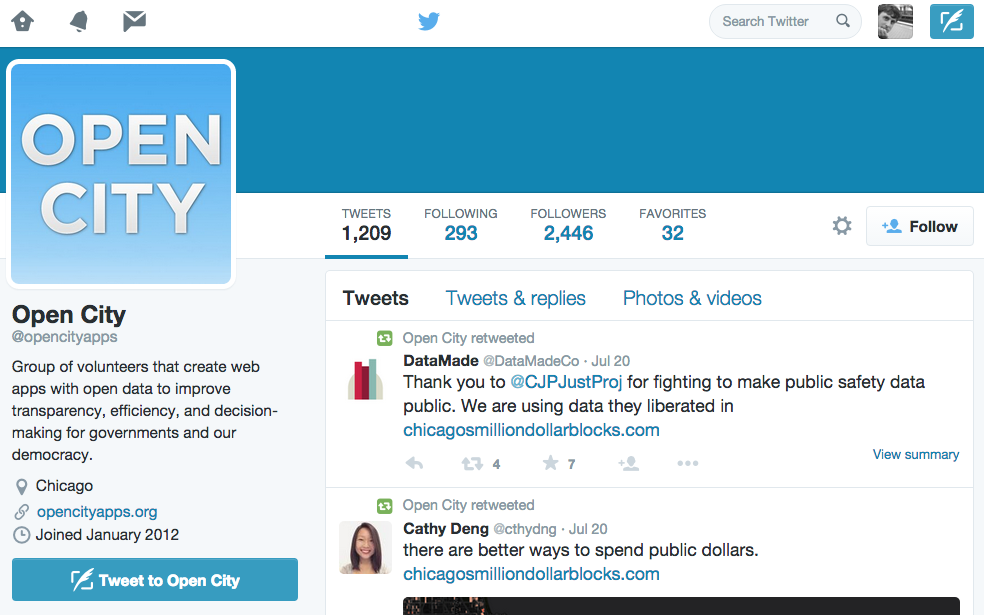 Search Twitter
OPEN
CITY
TWEETS
1,209
FOLLOWING
293
FOLLOWERS
2,446
FAVORITES
32
Follow
Open City
@opencityapps
Group of volunteers that create web
apps with open data to improve
transparency, efficiency, and decision-
making for governments and our
democracy.
Chicago
opencityapps.org
Joined January 2012
Tweet to Open City
Tweets
Tweets & replies
Photos & videos
Open City retweeted
DataMade @DataMadeCo · Jul 20
Thank you to @CJPJustProj for fighting to make public safety data
public. We are using data they liberated in
chicagosmilliondollarblocks.com
4
7
View summary
Open City retweeted
Cathy Deng @cthydng · Jul 20
there are better ways to spend public dollars.
chicagosmilliondollarblocks.com